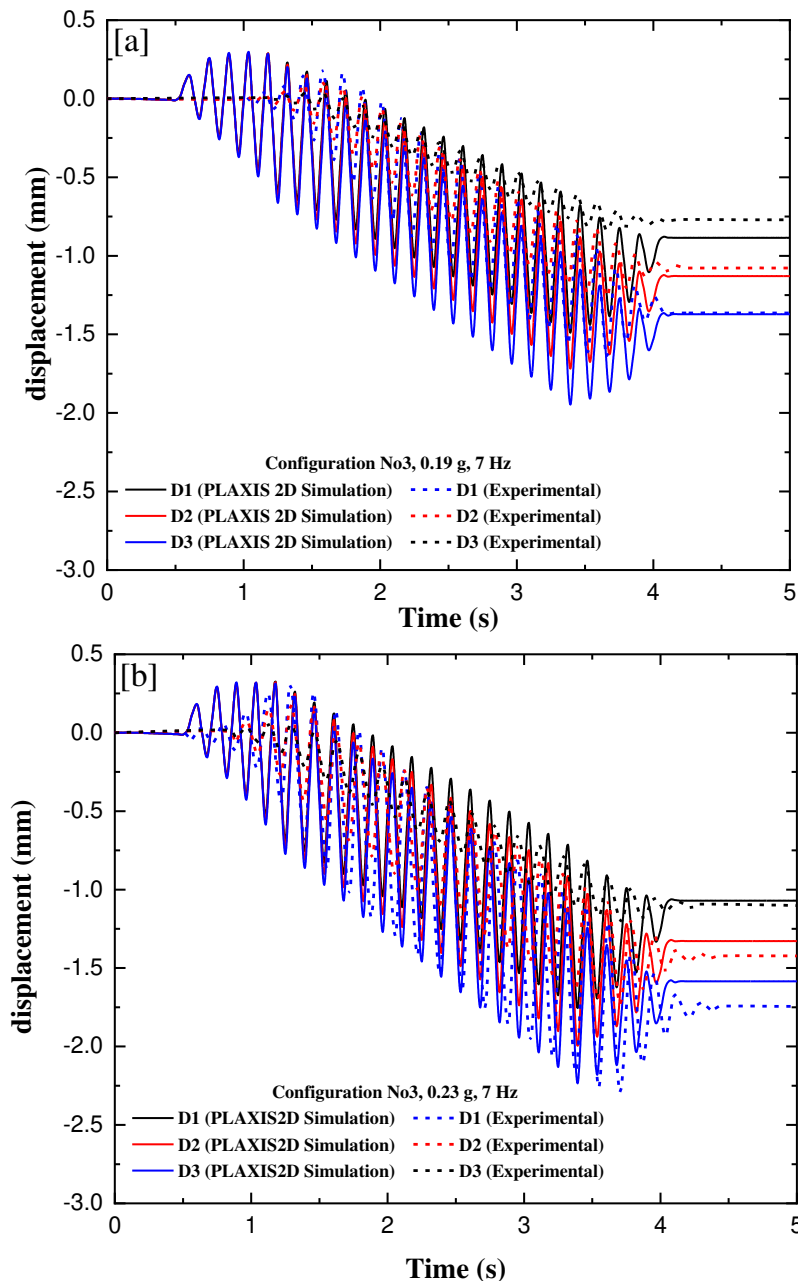 [a]
0.5
0.0
-0.5
-1.0
-1.5
-2.0
-2.5
-3.0
displacement (mm)
Configuration No3, 0.19 g, 7 Hz
D1 (PLAXIS 2D Simulation) D1 (Experimental)
D2 (PLAXIS 2D Simulation) D2 (Experimental)
D3 (PLAXIS 2D Simulation) D3 (Experimental)
0 1 2 3 4 5
Time (s)
[b]
0.5
0.0
-0.5
-1.0
-1.5
-2.0
-2.5
-3.0
displacement (mm)
Configuration No3, 0.23 g, 7 Hz
D1 (PLAXIS2D Simulation) D1 (Experimental)
D2 (PLAXIS2D Simulation) D2 (Experimental)
D3 (PLAXIS2D Simulation) D3 (Experimental)
0 1 2 3 4 5
Time (s)